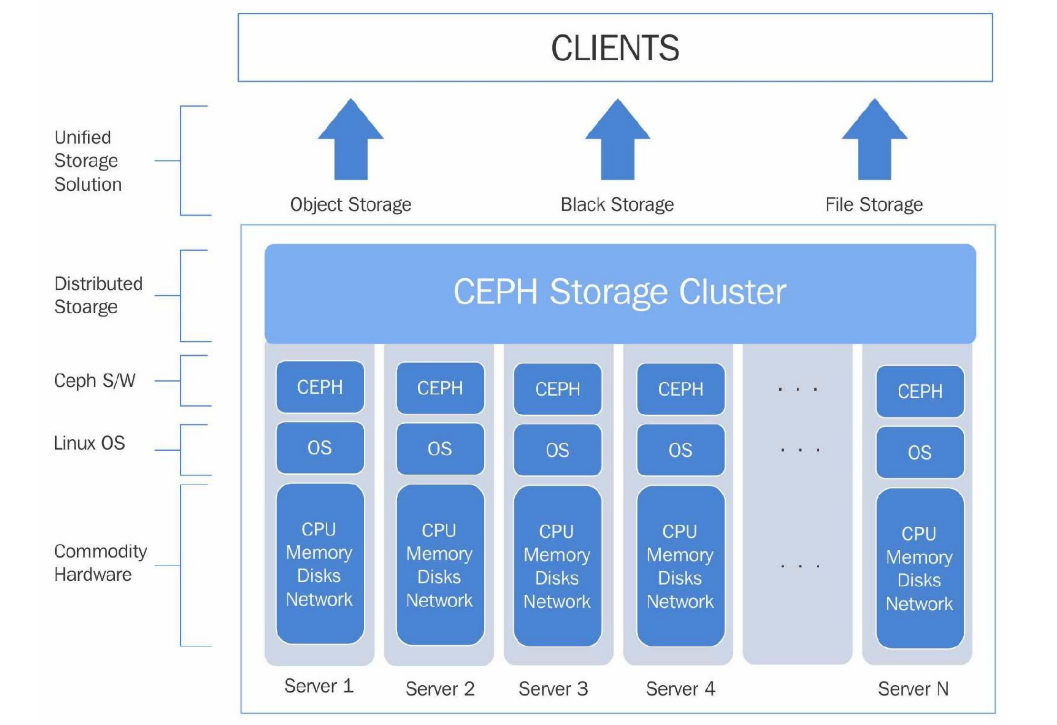 CLIENTS
Unified
Storage
Solution
Object Storage
Black Storage
File Storage
Distributed
Stoarge
CEPH Storage Cluster
Ceph S/W
CEPH
CEPH
CEPH
CEPH
. . .
CEPH
Linux OS
OS
OS
OS
OS
. . .
OS
Commodity
Hardware
CPU
Memory
Disks
Network
CPU
Memory
Disks
Network
CPU
Memory
Disks
Network
CPU
Memory
Disks
Network
. . .
CPU
Memory
Disks
Network
Server 1
Server 2
Server 3
Server 4
Server N